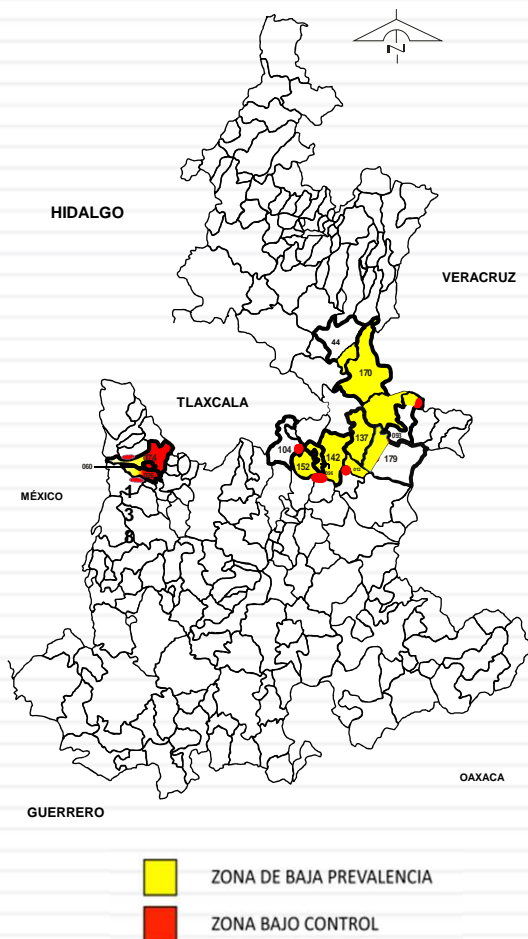 N
HIDALGO
VERACRUZ
44
170
TLAXCALA
137
104
142
152
179
060
MÉXICO
1
3
8
OAXACA
GUERRERO
ZONA DE BAJA PREVALENCIA
ZONA BAJO CONTROL